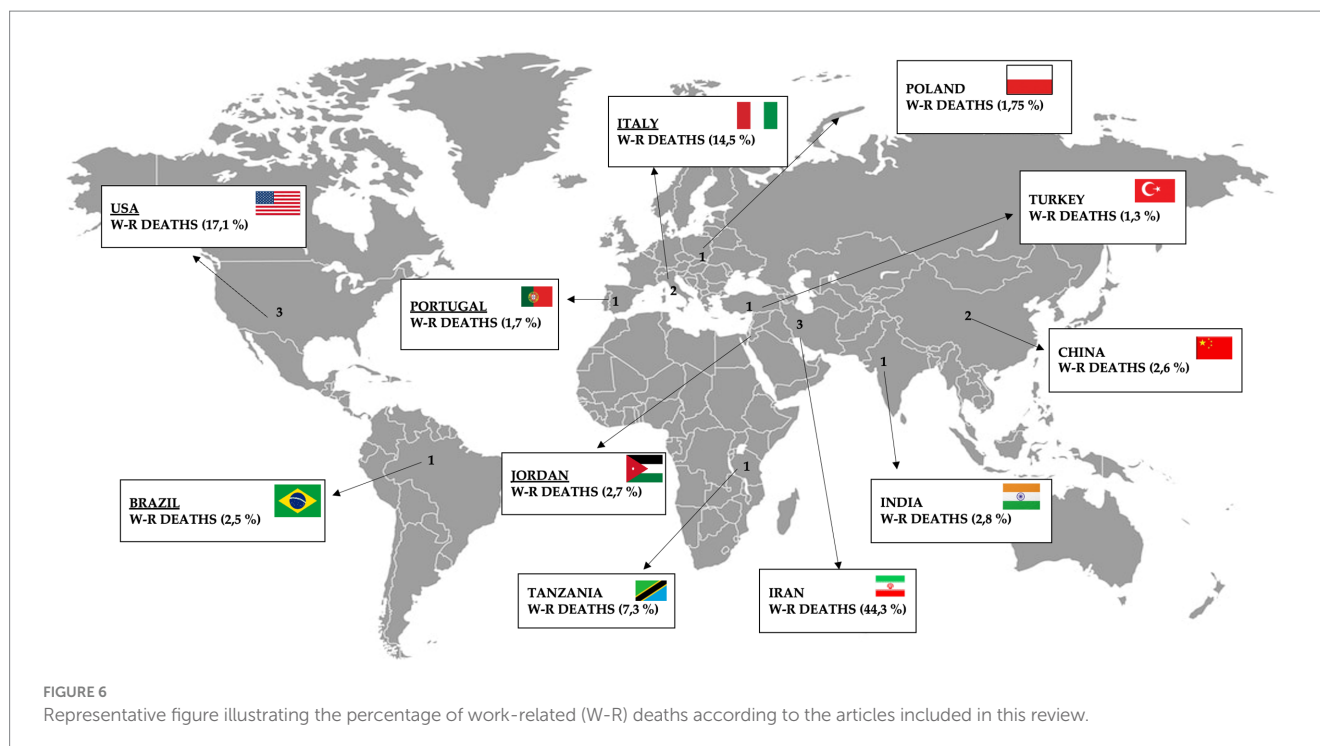 POLAND
W-R DEATHS (1,75 %)
ITALY
W-R DEATHS (14,5 %)
USA
W-R DEATHS (17,1 %)
TURKEY
W-R DEATHS (1,3 %)
1
PORTUGAL
W-R DEATHS (1,7 %)
1
2
1
3
3
2
1
CHINA
W-R DEATHS (2,6 %)
1
1
JORDAN
W-R DEATHS (2,7 %)
BRAZIL
W-R DEATHS (2,5 %)
INDIA
W-R DEATHS (2,8 %)
TANZANIA
W-R DEATHS (7,3 %)
IRAN
W-R DEATHS (44,3 %)
FIGURE 6
Representative figure illustrating the percentage of work-related (W-R) deaths according to the articles included in this review.